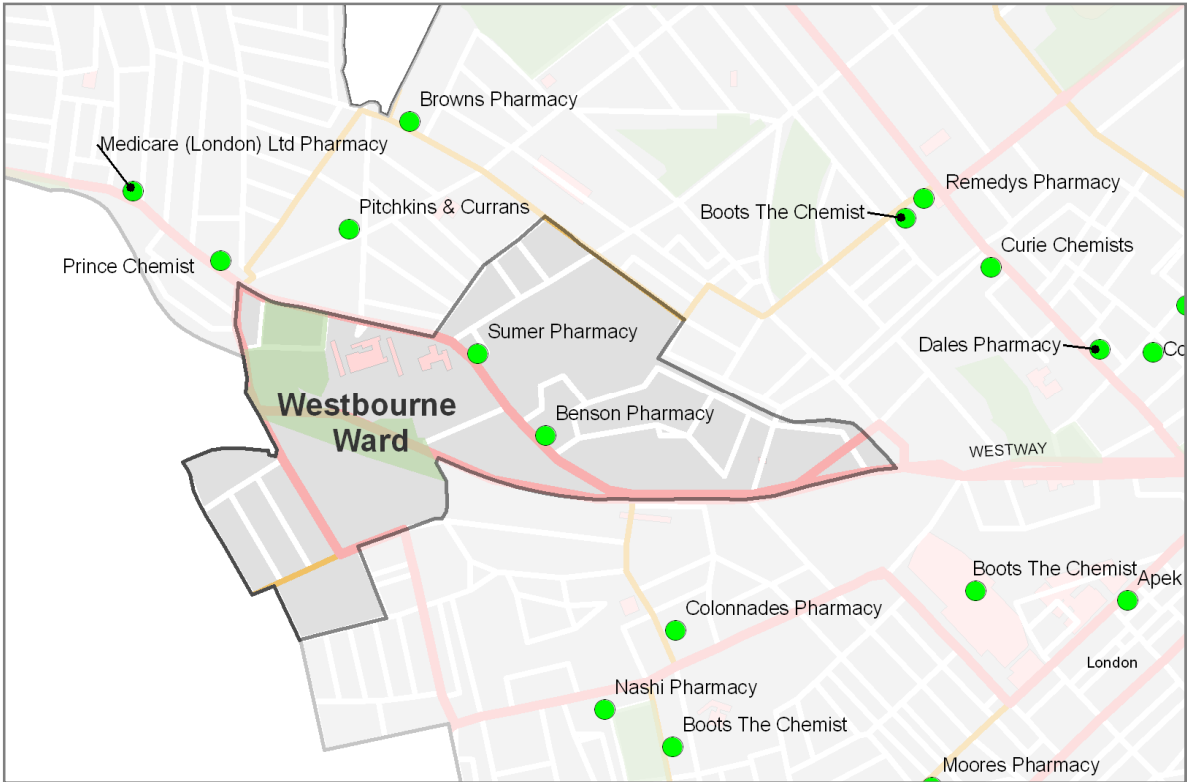 Browns Pharmacy
Medicare (London) Ltd Pharmacy
Remedys Pharmacy
Pitchkins & Currans
Boots The Chemist
Curie Chemists
Prince Chemist
Sumer Pharmacy
Dales Pharmacy
Co
Westbourne
Ward
Benson Pharmacy
WESTWAY
Boots The Chemist
Apek
Colonnades Pharmacy
London
Nashi Pharmacy
Boots The Chemist
Moores Pharmacy